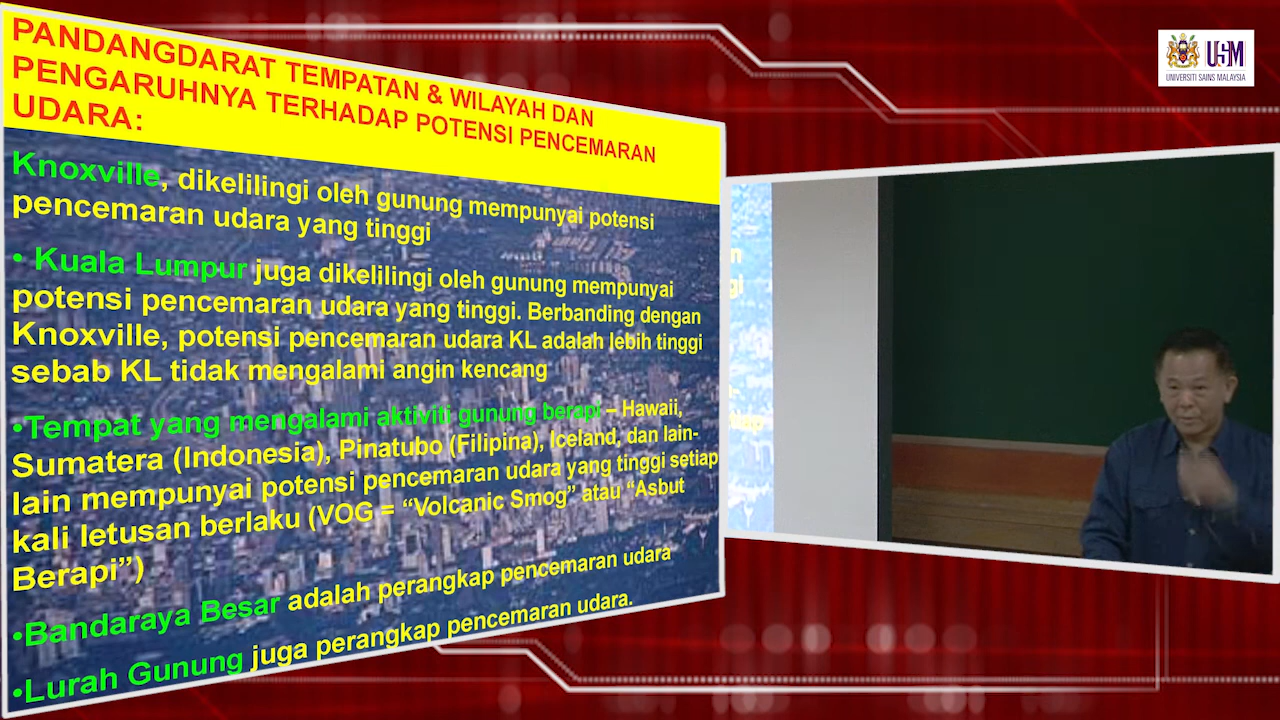 PANDANGDARAT TEMPATAN & WILAYAH DAN
PENGARUHNYA TERHADAP POTENSI PENCEMARAN
UDARA:
Knoxville, dikelilingi oleh gunung mempunyai potensi
pencemaran udara yang tinggi
• Kuala Lumpur juga dikelilingi oleh gunung mempunyai
potensi pencemaran udara yang tinggi. Berbanding dengan
Knoxville, potensi pencemaran udara KL adalah lebih tinggi
sebab KL tidak mengalami angin kencang
•Tempat yang mengalami aktiviti gunung berapi – Hawaii,
Sumatera (Indonesia), Pinatubo (Filipina), Iceland, dan lain-
lain mempunyai potensi pencemaran udara yang tinggi setiap
kali letusan berlaku (VOG = “Volcanic Smog” atau “Asbut
Berapi”)
•Bandaraya Besar adalah perangkap pencemaran udara
•Lurah Gunung juga perangkap pencemaran udara.
USM
UNIVERSITI SAINS MALAYSIA